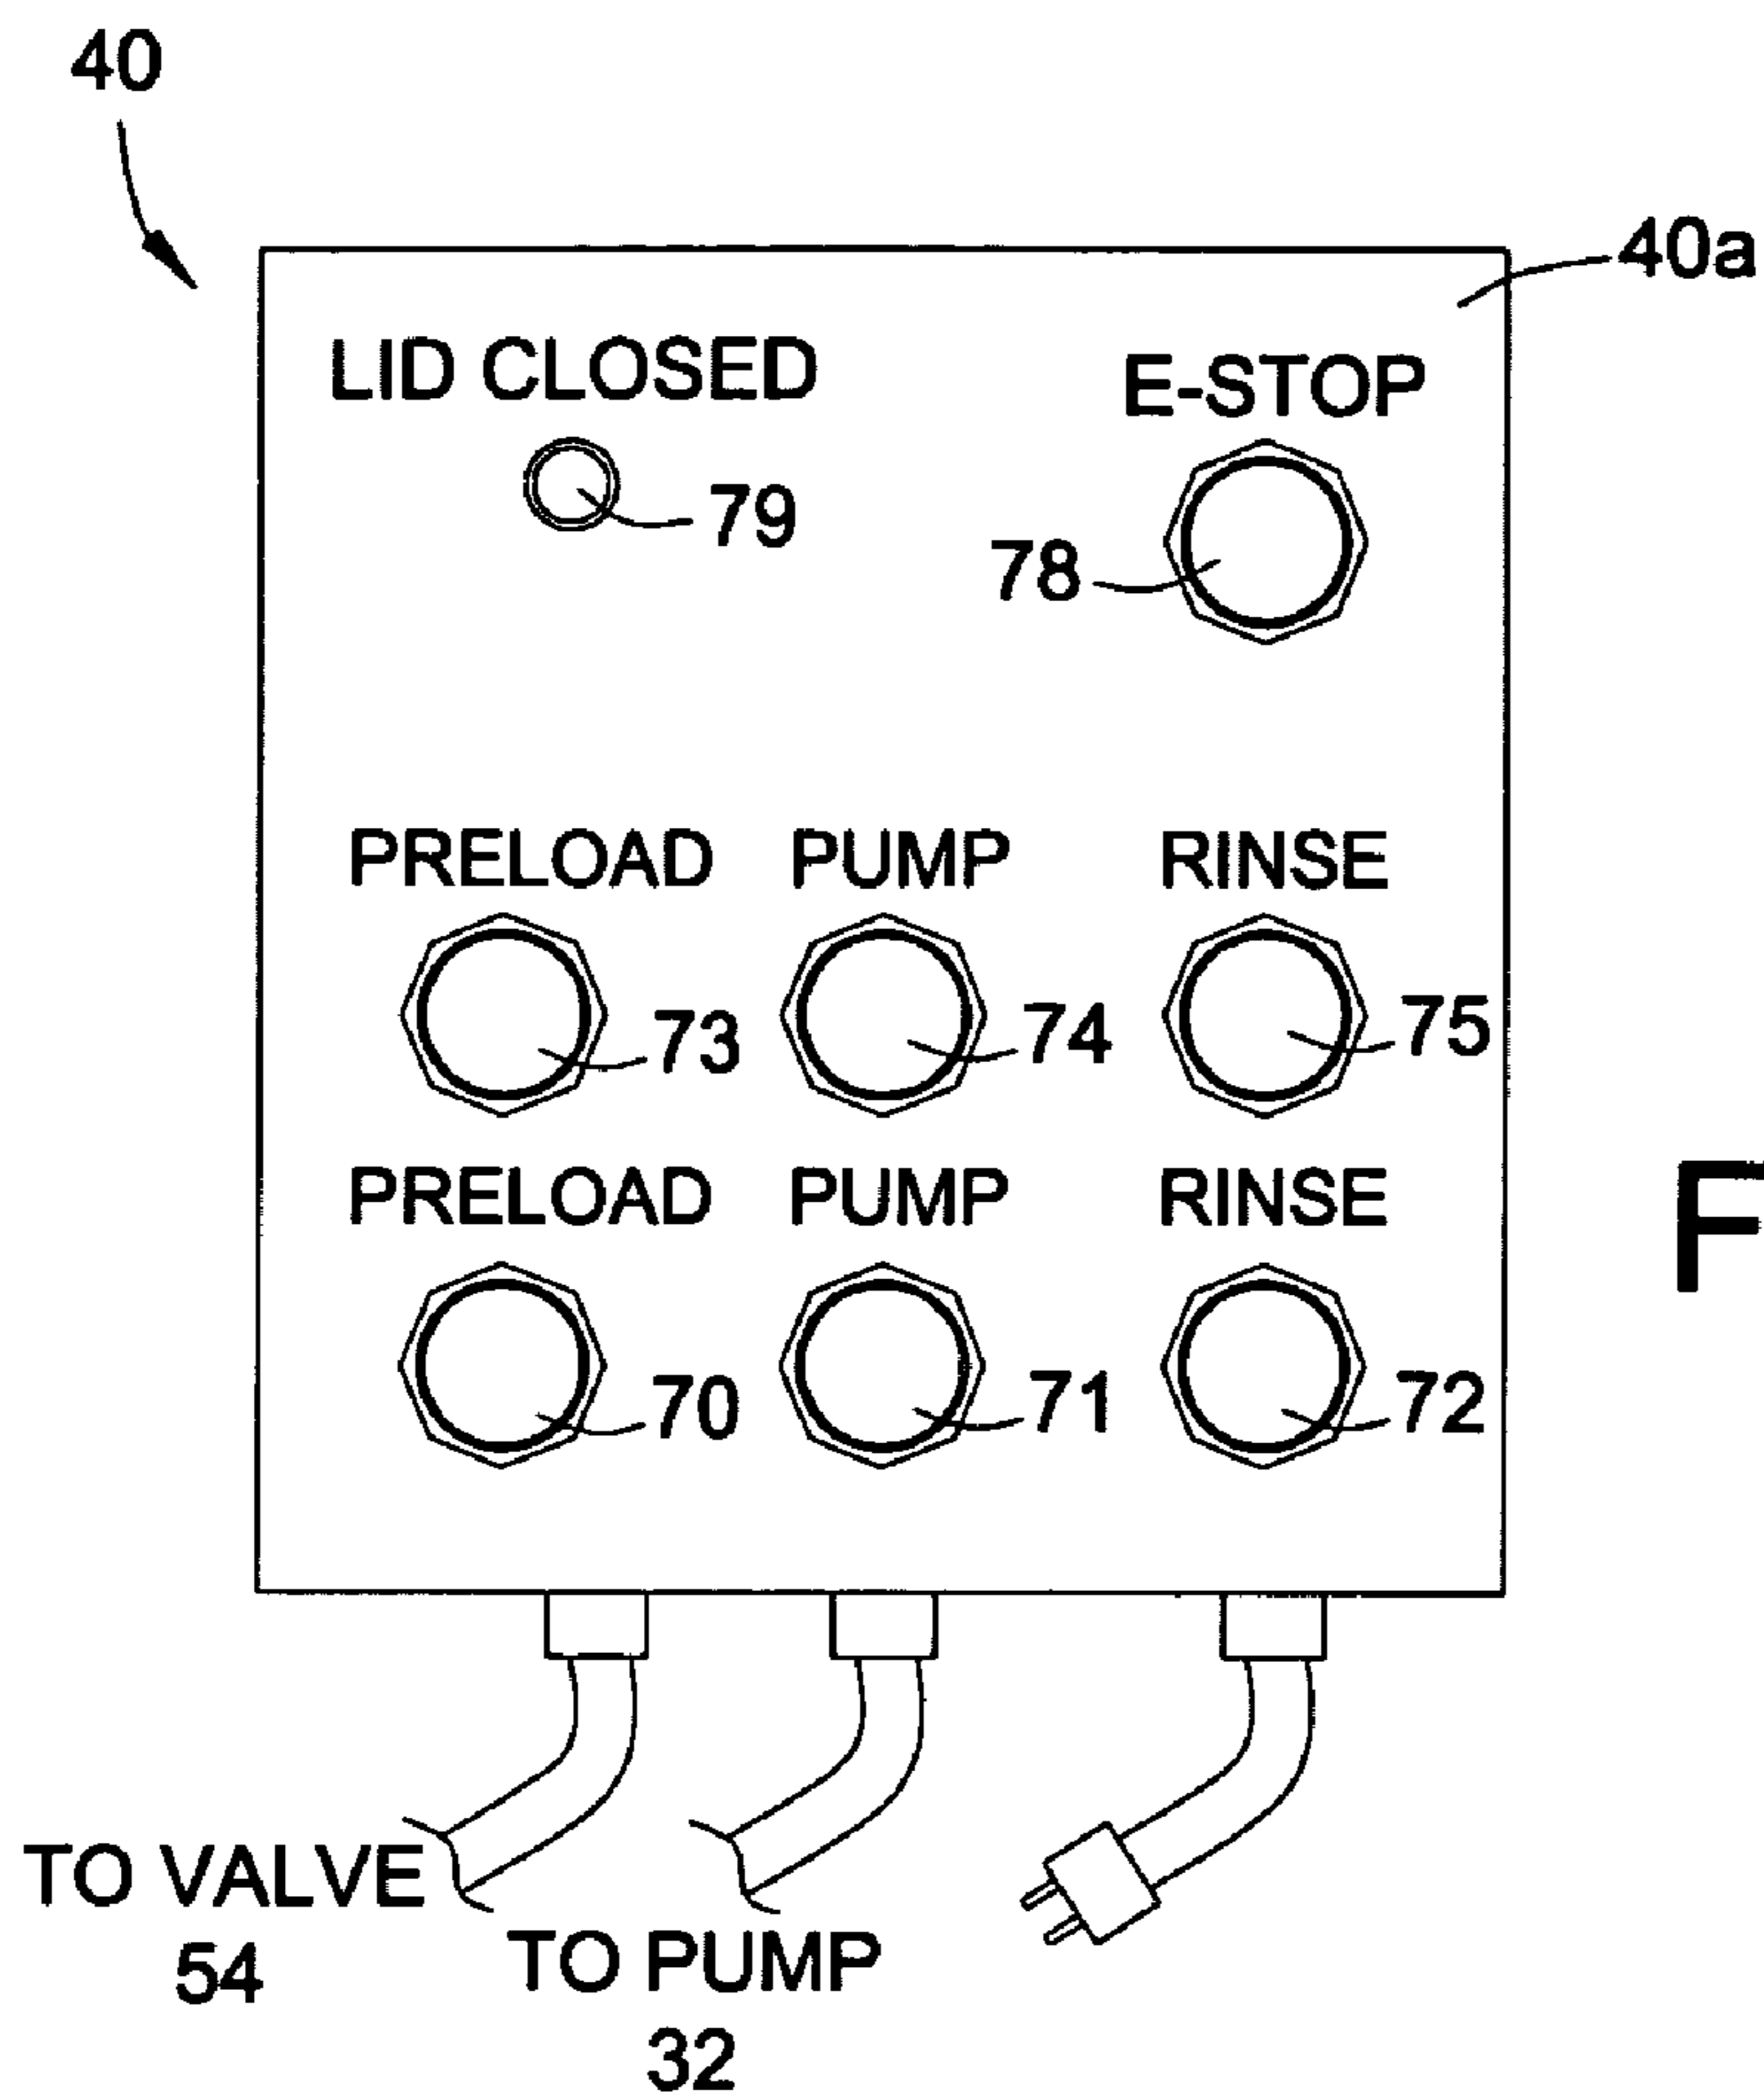 40
40a
LID CLOSED
E-STOP
79
78
PRELOAD PUMP RINSE
73 74 75
PRELOAD PUMP RINSE
70 71 72
F
TO VALVE
54
TO PUMP
32